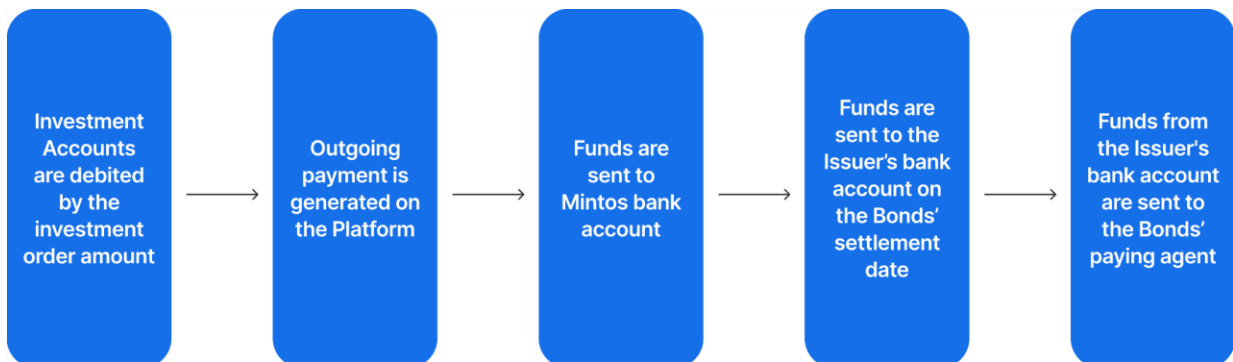 Investment
Accounts
are debited
by the
investment
order amount
Outgoing
payment is
generated on
the Platform
Funds are
sent to
Mintos bank
account
Funds are
sent to the
Issuer’s bank
account on
the Bonds’
settlement
date
Funds from
the Issuer's
bank account
are sent to
the Bonds’
paying agent